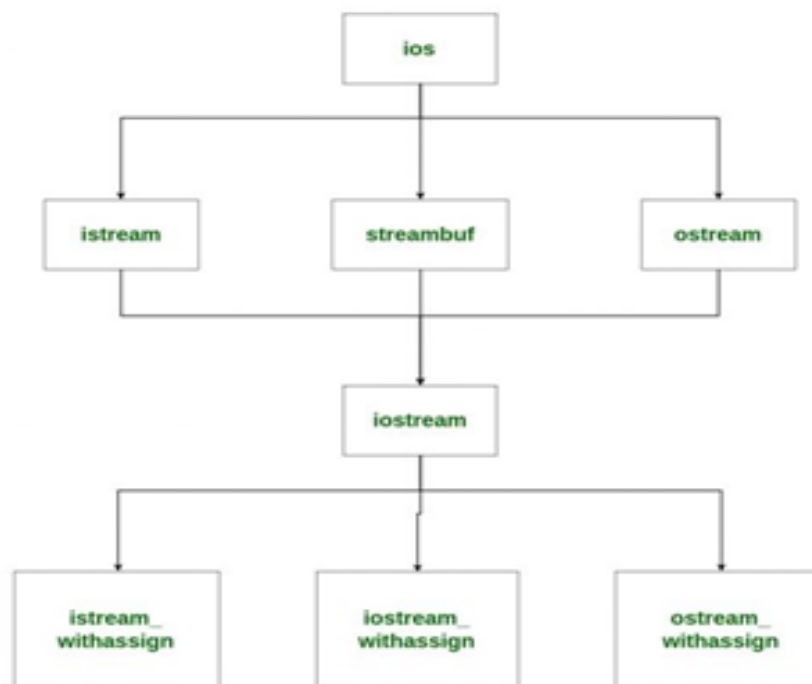 ios
istream
streambuf
ostream
iostream
istream_
withassign
iostream_
withassign
ostream_
withassign